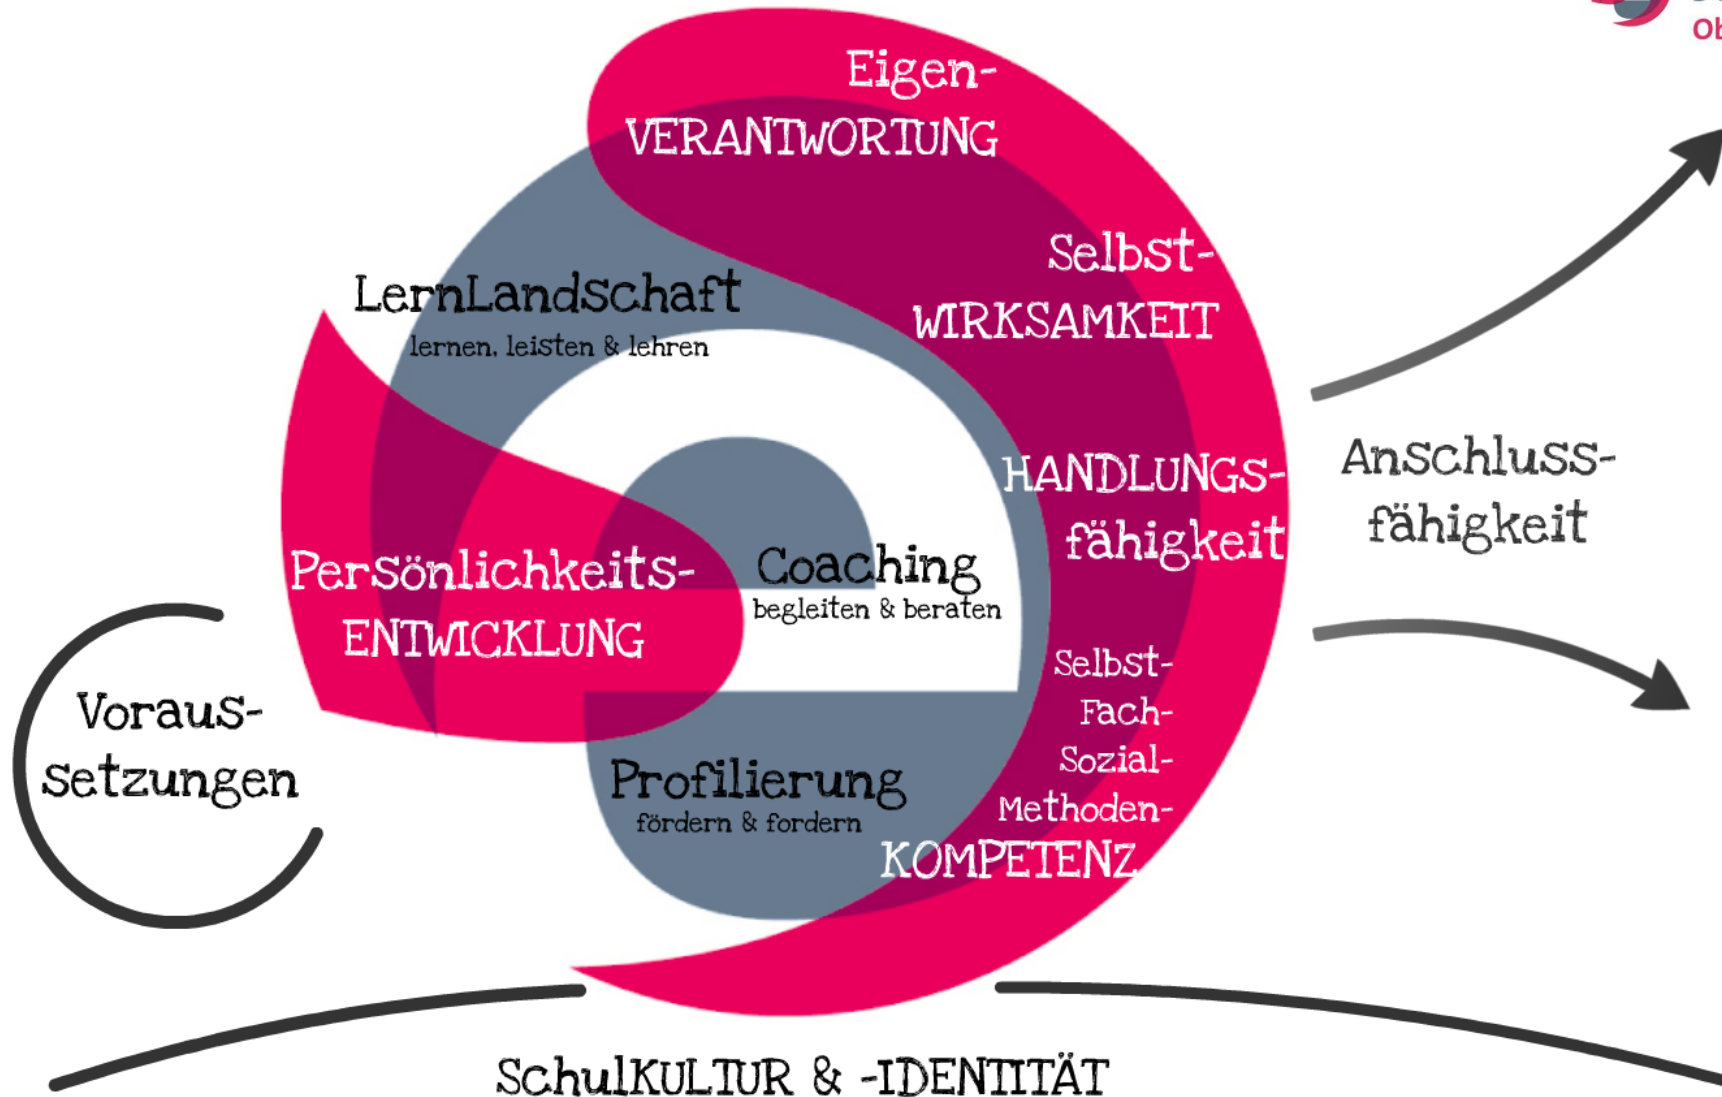 Eigen-
VERANTWORTUNG
Selbst-
WIRKSAMKEIT
LernLandschaft
lernen, leisten & lehren
HANDLUNGS-
fähigkeit
Anschluss-
fähigkeit
Persönlichkeits-
ENTWICKLUNG
Coaching
begleiten & beraten
Voraus-
setzungen
Selbst-
Fach-
Sozial-
Methoden-
KOMPETENZ
Profilierung
fördern & fordern
SchulKULTUR & -IDENTITÄT